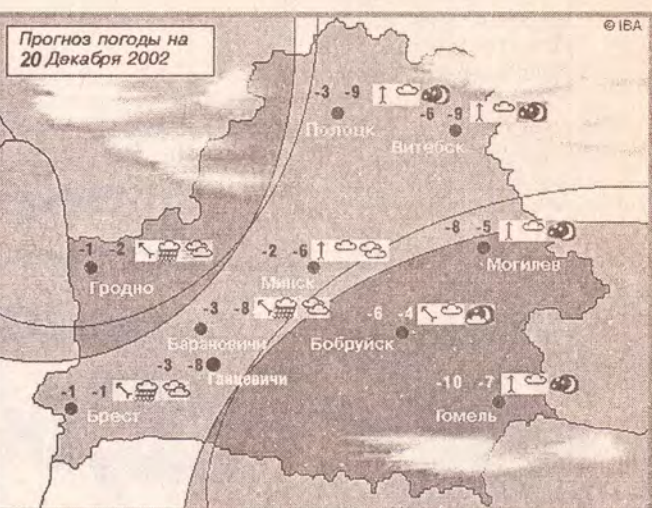 Прогноз погоды на
20 Декабря 2002
© IBA
-3 -9
Полоцк
-6 -9
Витебск
-8 -5
Могилев
-1 -2
Гродно
-2 -6
Минск
-3 -8
Барановичи
-6 -4
Бобруйск
-3 -8
Ганцевичи
-1 -1
Брест
-10 -7
Гомель